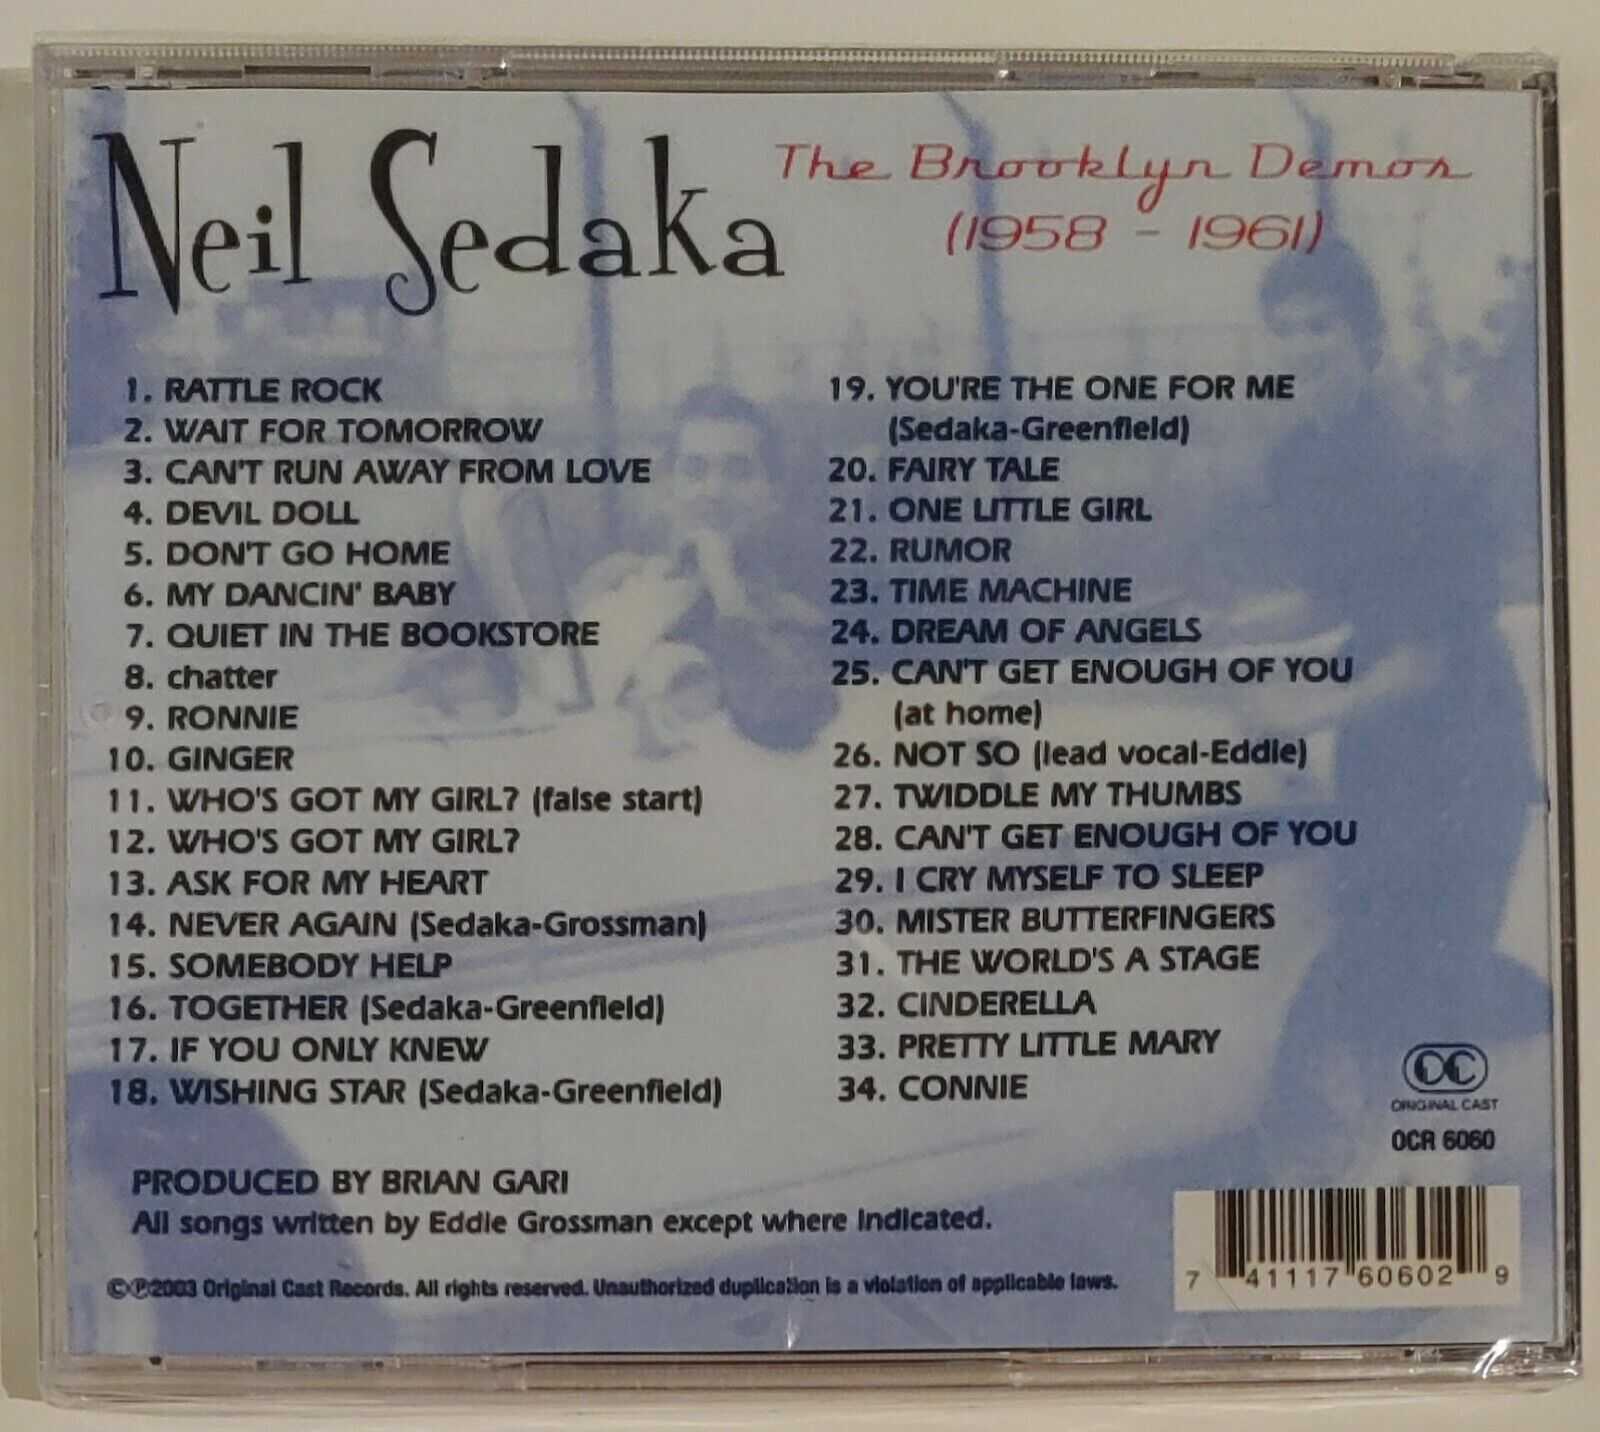 Neil Sedaka
The Brooklyn Demos
(1958 - 1961)
1. RATTLE ROCK
2. WAIT FOR TOMORROW
3. CAN'T RUN AWAY FROM LOVE
4. DEVIL DOLL
5. DON'T GO HOME
6. MY DANCIN' BABY
7. QUIET IN THE BOOKSTORE
8. chatter
9. RONNIE
10. GINGER
11. WHO'S GOT MY GIRL? (false start)
12. WHO'S GOT MY GIRL?
13. ASK FOR MY HEART
14. NEVER AGAIN (Sedaka-Grossman)
15. SOMEBODY HELP
16. TOGETHER (Sedaka-Greenfield)
17. IF YOU ONLY KNEW
18. WISHING STAR (Sedaka-Greenfield)
19. YOU'RE THE ONE FOR ME
(Sedaka-Greenfield)
20. FAIRY TALE
21. ONE LITTLE GIRL
22. RUMOR
23. TIME MACHINE
24. DREAM OF ANGELS
25. CAN'T GET ENOUGH OF YOU
(at home)
26. NOT SO (lead vocal-Eddie)
27. TWIDDLE MY THUMBS
28. CAN'T GET ENOUGH OF YOU
29. I CRY MYSELF TO SLEEP
30. MISTER BUTTERFINGERS
31. THE WORLD'S A STAGE
32. CINDERELLA
33. PRETTY LITTLE MARY
34. CONNIE
OC
ORIGINAL CAST
OCR 6060
PRODUCED BY BRIAN GARI
All songs written by Eddie Grossman except where indicated.
©℗2003 Original Cast Records. All rights reserved. Unauthorized duplication is a violation of applicable laws.
7 41117 60602 9